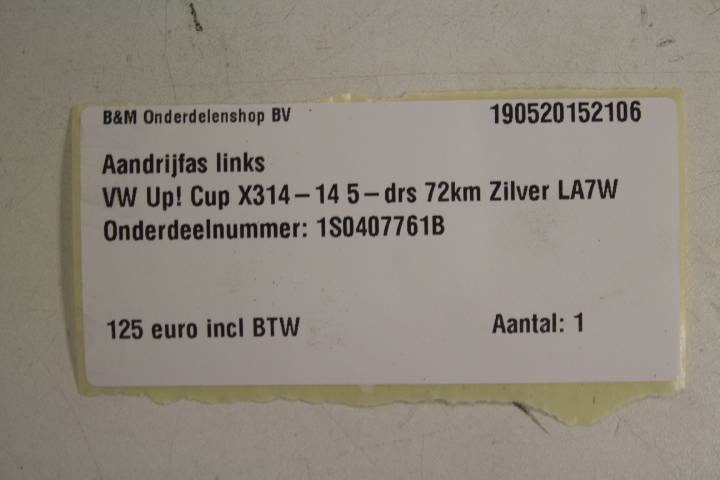 B&M Onderdelenshop BV 190520152106
Aandrijfas links
VW Up! Cup X314-14 5-drs 72km Zilver LA7W
Onderdeelnummer: 1S0407761B
125 euro incl BTW Aantal: 1